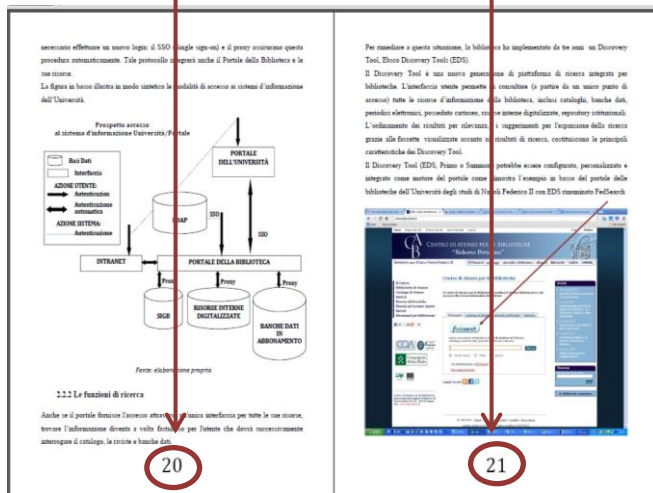 necessario effettuare un nuovo login: il SSO (single sign-on) e il proxy assicurano questa
procedura automaticamente. Tale protocollo integrerà anche il Portale della Biblioteca e le
sue risorse.
La figura in basso illustra in modo sintetico le modalità di accesso ai sistemi d'informazione
dell'Università.
Prospetto accesso
al sistema d'informazione Università/Portale
Basi Dati
Interfaccia
AZIONE UTENTE:
Autenticazion
Autenticazione
automatica
AZIONE SISTEMA:
Autenticazione
PORTALE
DELL'UNIVERSITÀ
LDAP
SSO
SSO
INTRANET
PORTALE DELLA BIBLIOTECA
Proxy
Proxy
Proxy
SIGB
RISORSE INTERNE
DIGITALIZZATE
BANCHE DATI
IN
ABBONAMENTO
Fonte: elaborazione propria
2.2.2 Le funzioni di ricerca
Anche se il portale fornisce l'accesso attraverso un'unica interfaccia per tutte le sue risorse,
trovare l'informazione diventa a volta fastidioso per l'utente che dovrà successivamente
interrogare il catalogo, le riviste e banche dati.
20
Per rimediare a questa situazione, la biblioteca ha implementato da tre anni un Discovery
Tool, Ebsco Discovery Tools (EDS).
Il Discovery Tool è una nuova generazione di piattaforma di ricerca integrata per
biblioteche. L'interfaccia utente permette di consultare (a partire da un unico punto di
accesso) tutte le risorse d'informazione della biblioteca, inclusi cataloghi, banche dati,
periodici elettronici, posseduto cartaceo, risorse interne digitalizzate, repository istituzionali.
L'ordinamento dei risultati per rilevanza, i suggerimenti per l'espansione della ricerca
grazie alle faccette visualizzate accanto ai risultati di ricerca, costituiscono le principali
caratteristiche dei Discovery Tool.
Il Discovery Tool (EDS, Primo o Summon) potrebbe essere configurato, personalizzato e
integrato come motore del portale come dimostra l'esempio in basso del portale delle
biblioteche dell'Università degli studi di Napoli Federico II con EDS rinominato FedSearch
CAB
CENTRO DI ATENEO PER LE BIBLIOTECHE
"Roberto Pettorino"
Centro di Ateneo per le Biblioteche
21